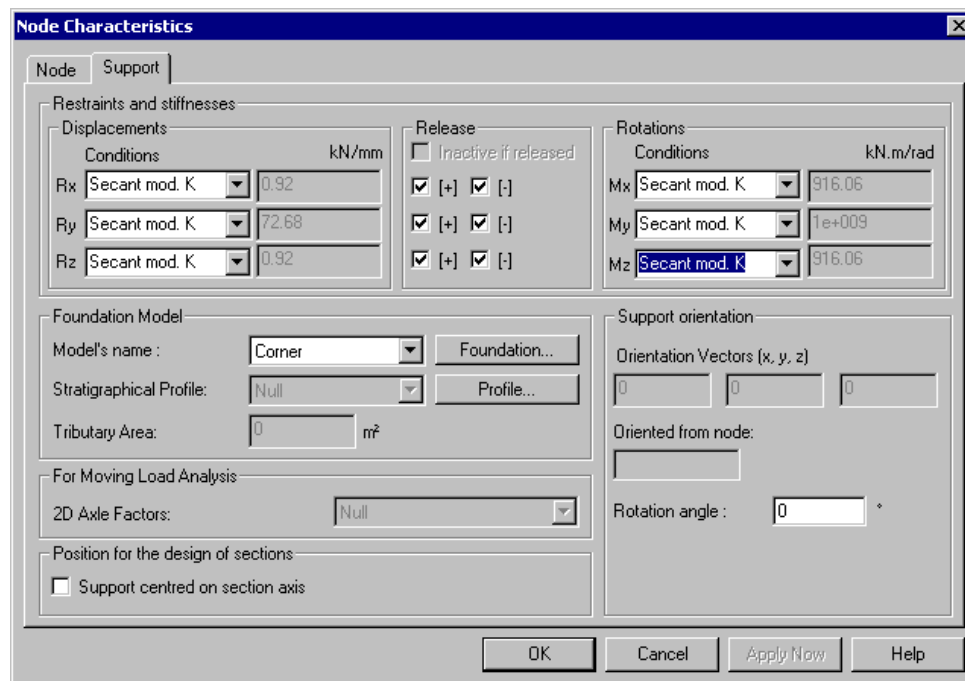 Node Characteristics
Node Support
Restraints and stiffnesses
Displacements
Conditions kN/mm
Rx Secant mod. K 0.92
Ry Secant mod. K 72.68
Rz Secant mod. K 0.92
Release
Inactive if released
[+] [-]
[+] [-]
[+] [-]
Rotations
Conditions kN.m/rad
Mx Secant mod. K 916.06
My Secant mod. K 1e+009
Mz Secant mod. K 916.06
Foundation Model
Model's name : Corner Foundation...
Stratigraphical Profile: Null Profile...
Tributary Area: 0 m²
For Moving Load Analysis
2D Axle Factors: Null
Position for the design of sections
Support centred on section axis
Support orientation
Orientation Vectors (x, y, z)
0 0 0
Oriented from node:
Rotation angle : 0 °
OK Cancel Apply Now Help